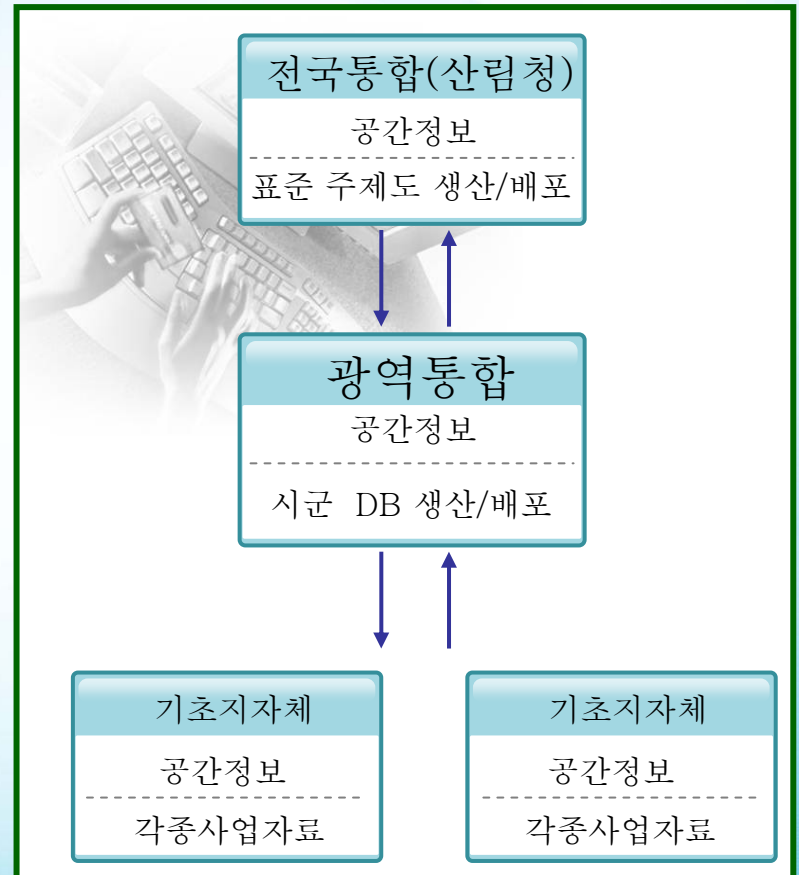 전국통합(산림청)
공간정보
표준 주제도 생산/배포
광역통합
공간정보
시군 DB 생산/배포
기초지자체
공간정보
각종사업자료
기초지자체
공간정보
각종사업자료